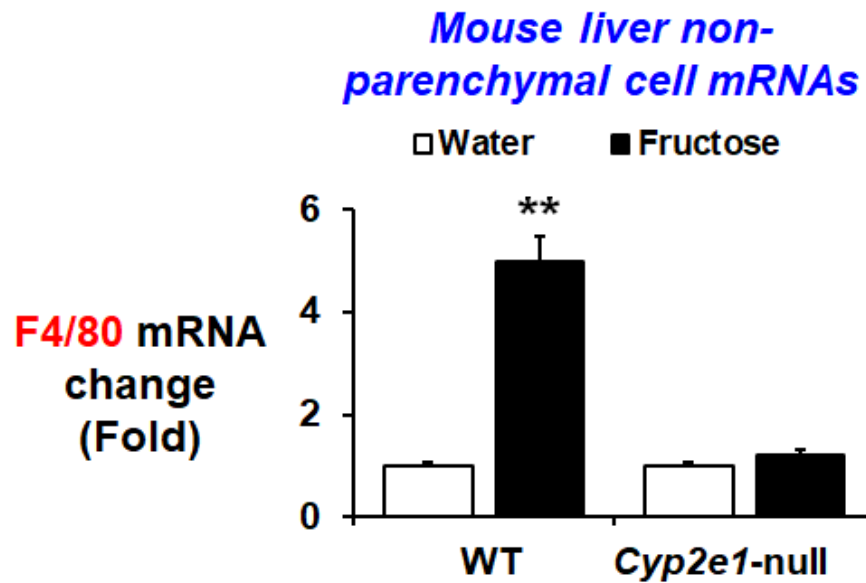 Mouse liver non-
parenchymal cell mRNAs
Water Fructose
**
6
4
2
0
F4/80 mRNA
change
(Fold)
WT Cyp2e1-null